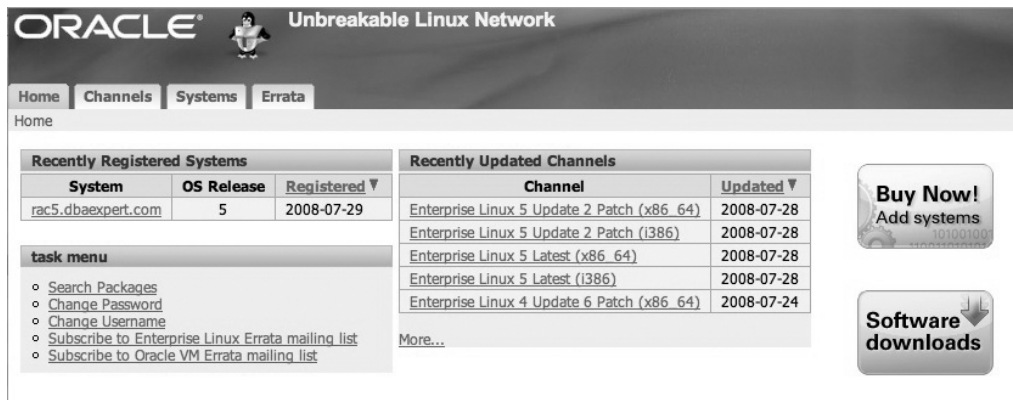 ORACLE
Unbreakable Linux Network
Home Channels Systems Errata
Home
Recently Registered Systems
System OS Release Registered
rac5.dbaexpert.com 5 2008-07-29
task menu
Search Packages
Change Password
Change Username
Subscribe to Enterprise Linux Errata mailing list
Subscribe to Oracle VM Errata mailing list
Recently Updated Channels
Channel Updated
Enterprise Linux 5 Update 2 Patch (x86_64) 2008-07-28
Enterprise Linux 5 Update 2 Patch (i386) 2008-07-28
Enterprise Linux 5 Latest (x86_64) 2008-07-28
Enterprise Linux 5 Latest (i386) 2008-07-28
Enterprise Linux 4 Update 6 Patch (x86_64) 2008-07-24
More...
Buy Now!
Add systems
Software
downloads